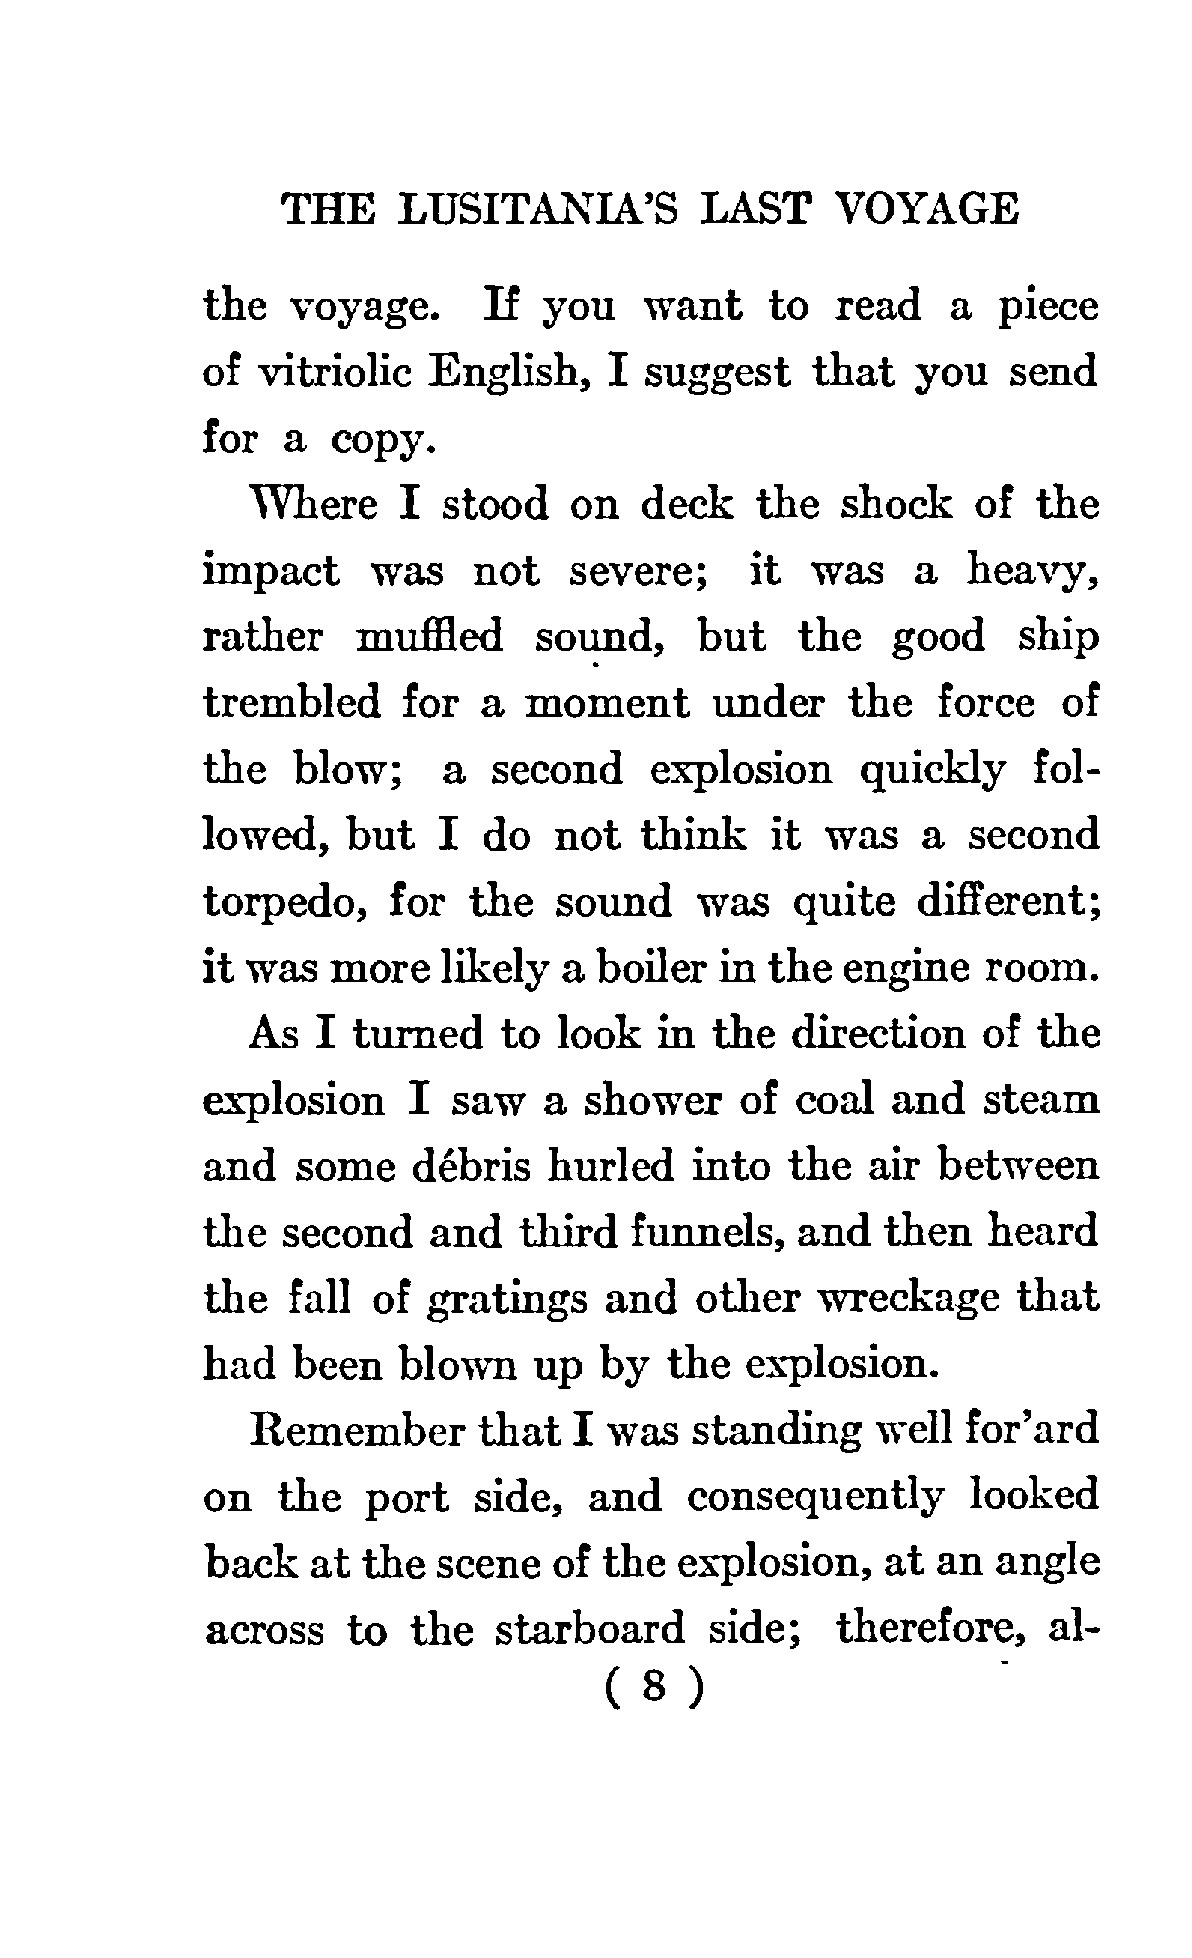 THE LUSITANIA'S LAST VOYAGE
the voyage. If you want to read a piece
of vitriolic English, I suggest that you send
for a copy.
Where I stood on deck the shock of the
impact was not severe; it was a heavy,
rather muffled sound, but the good ship
trembled for a moment under the force of
the blow; a second explosion quickly fol-
lowed, but I do not think it was a second
torpedo, for the sound was quite different;
it was more likely a boiler in the engine room.
As I turned to look in the direction of the
explosion I saw a shower of coal and steam
and some débris hurled into the air between
the second and third funnels, and then heard
the fall of gratings and other wreckage that
had been blown up by the explosion.
Remember that I was standing well for'ard
on the port side, and consequently looked
back at the scene of the explosion, at an angle
across to the starboard side; therefore, al-
( 8 )